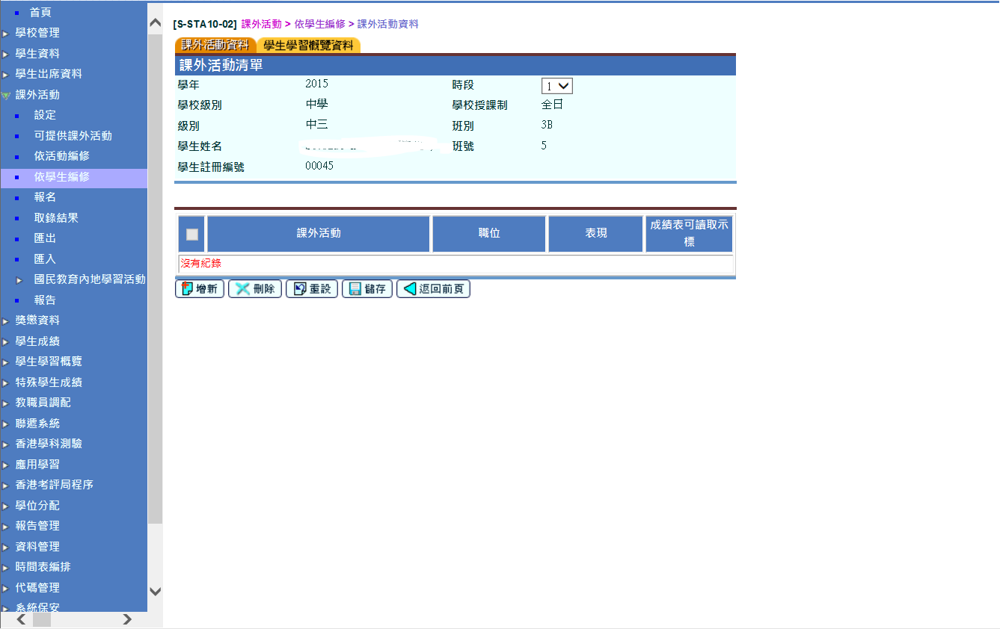 首頁
學校管理
學生資料
學生出席資料
課外活動
設定
可提供課外活動
依活動編修
依學生編修
報名
取錄結果
匯出
匯入
國民教育內地學習活動
報告
獎懲資料
學生成績
學生學習概覽
特殊學生成績
教職員調配
聯遞系統
香港學科測驗
應用學習
香港考評局程序
學位分配
報告管理
資料管理
時間表編排
代碼管理
系統保安
[S-STA10-02] 課外活動 > 依學生編修 > 課外活動資料
課外活動資料 學生學習概覽資料
課外活動清單
學年 2015 時段 1
學校級別 中學 學校授課制 全日
級別 中三 班別 3B
學生姓名 班號 5
學生註冊編號 00045
課外活動 職位 表現 成績表可讀取示標
沒有紀錄
增新 刪除 重設 儲存 返回前頁